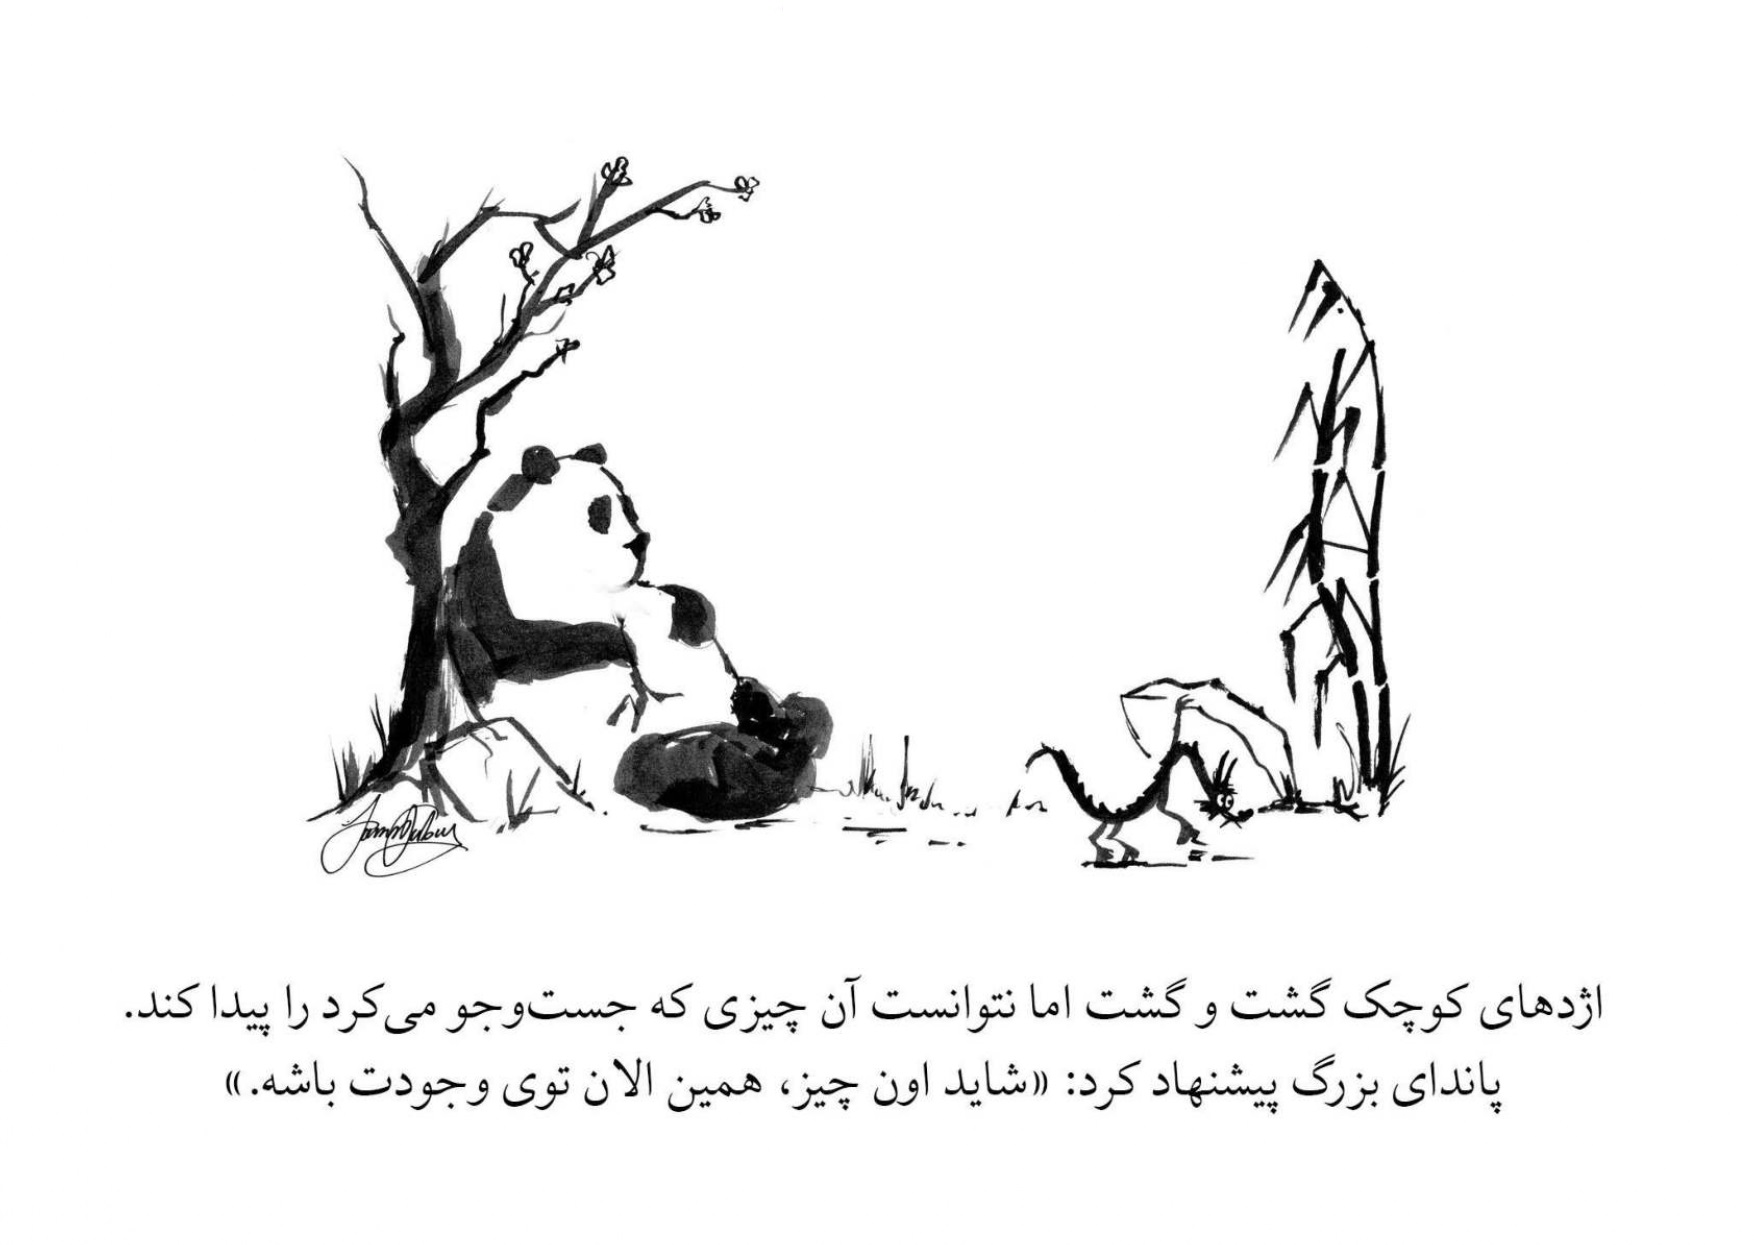 اژدهای کوچک گشت و گشت اما نتوانست آن چیزی که جست‌وجو می‌کرد را پیدا کند.
پاندای بزرگ پیشنهاد کرد: «شاید اون چیز، همین الان توی وجودت باشه.»